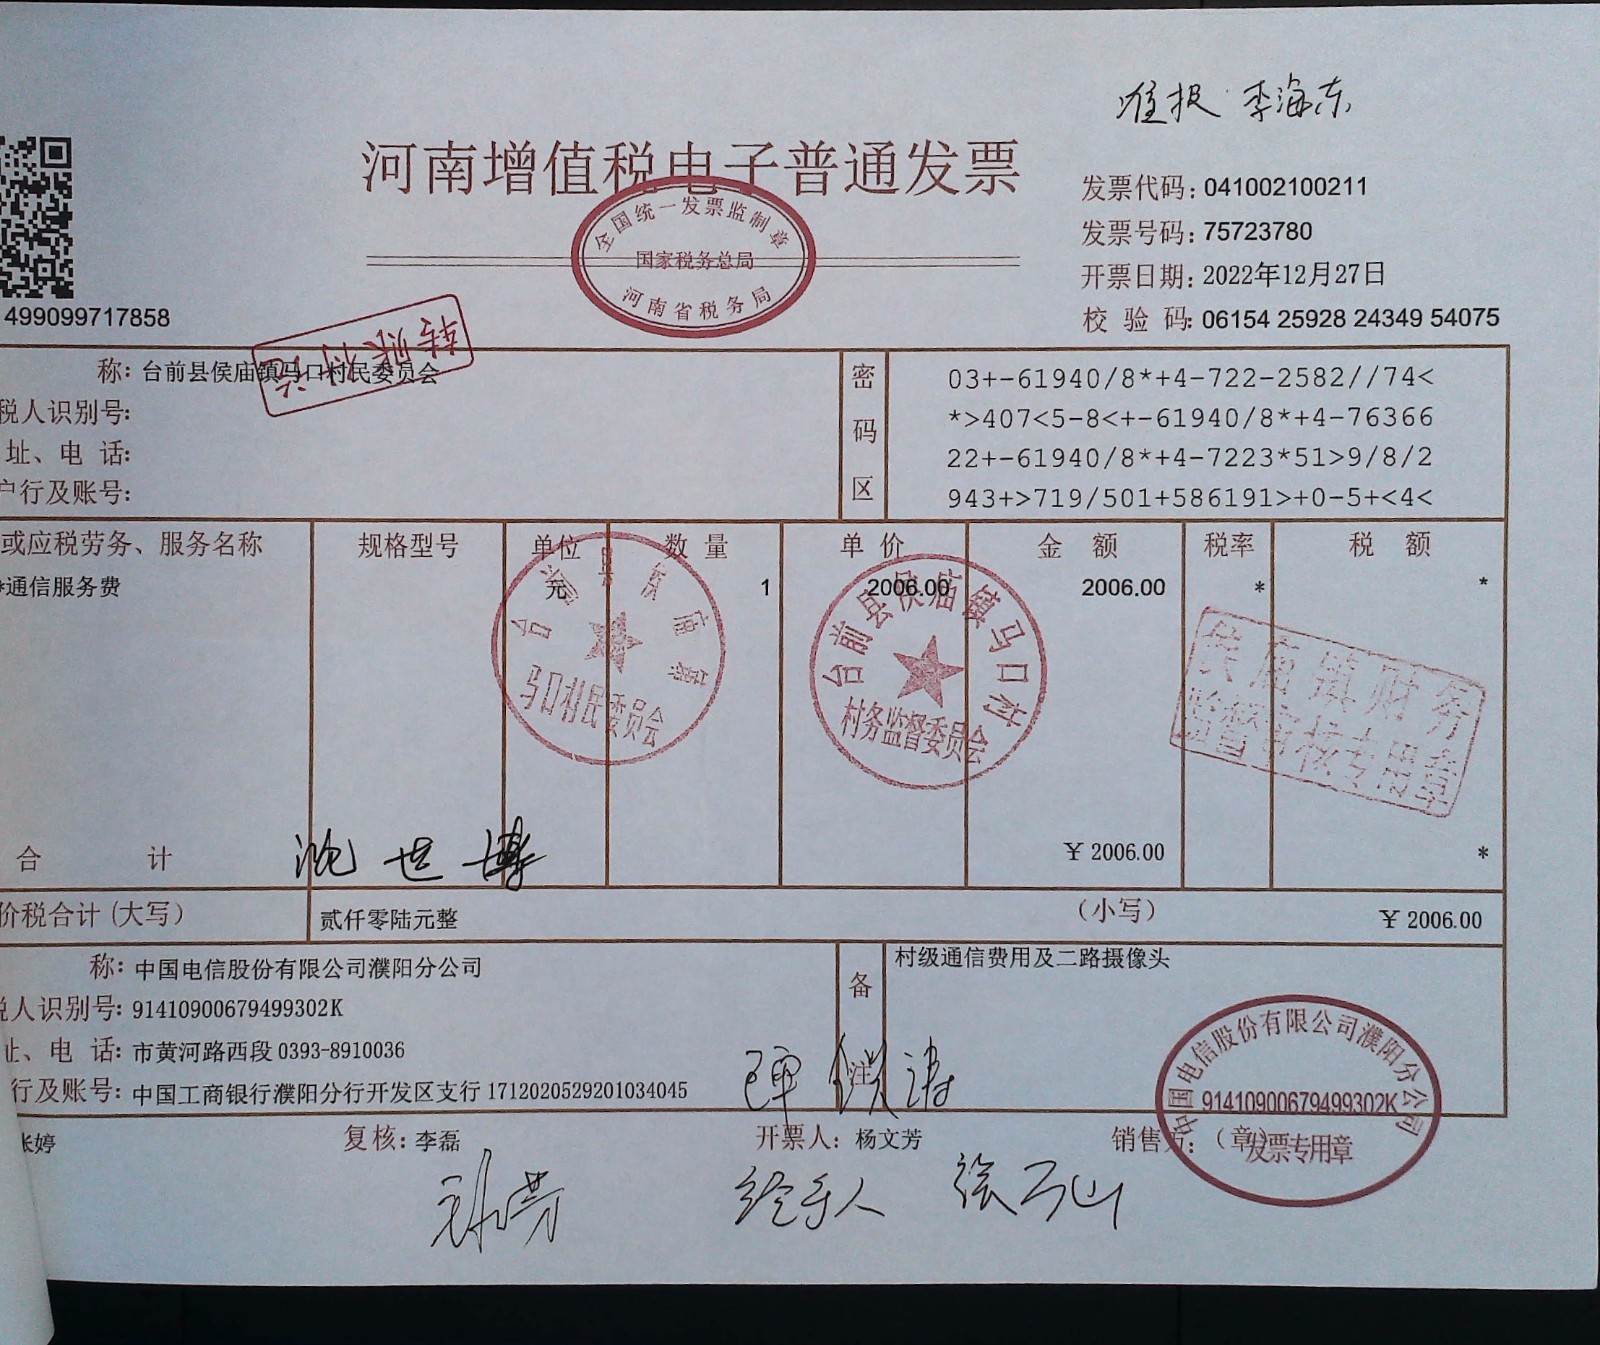 准报 李海东
河南增值税电子普通发票
全国统一发票监制章
国家税务总局
河南省税务局
发票代码: 041002100211
发票号码: 75723780
开票日期: 2022年12月27日
校 验 码: 06154 25928 24349 54075
499099717858
转账付讫
称: 台前县侯庙镇马口村民委员会
税人识别号:
址、电 话:
户行及账号:
密码区
03+-61940/8*+4-722-2582//74<
*>407<5-8<+-61940/8*+4-76366
22+-61940/8*+4-7223*51>9/8/2
943+>719/501+586191>+0-5+<4<
或应税劳务、服务名称 规格型号 单位 数 量 单 价 金 额 税率 税 额
*通信服务费 元 1 2006.00 2006.00 * *
台前县侯庙镇
马口村民委员会
台前县侯庙镇马口村
村务监督委员会
侯庙镇财务
监督审核专用章
合 计 ¥ 2006.00 *
沈世博
价税合计 (大写) 贰仟零陆元整 (小写) ¥ 2006.00
称: 中国电信股份有限公司濮阳分公司
税人识别号: 91410900679499302K
址、电 话: 市黄河路西段 0393-8910036
行及账号: 中国工商银行濮阳分行开发区支行 1712020529201034045
备注
村级通信费用及二路摄像头
中国电信股份有限公司濮阳分公司
91410900679499302K
发票专用章
张婷 复核: 李磊 开票人: 杨文芳 销售方: (章)
经手人